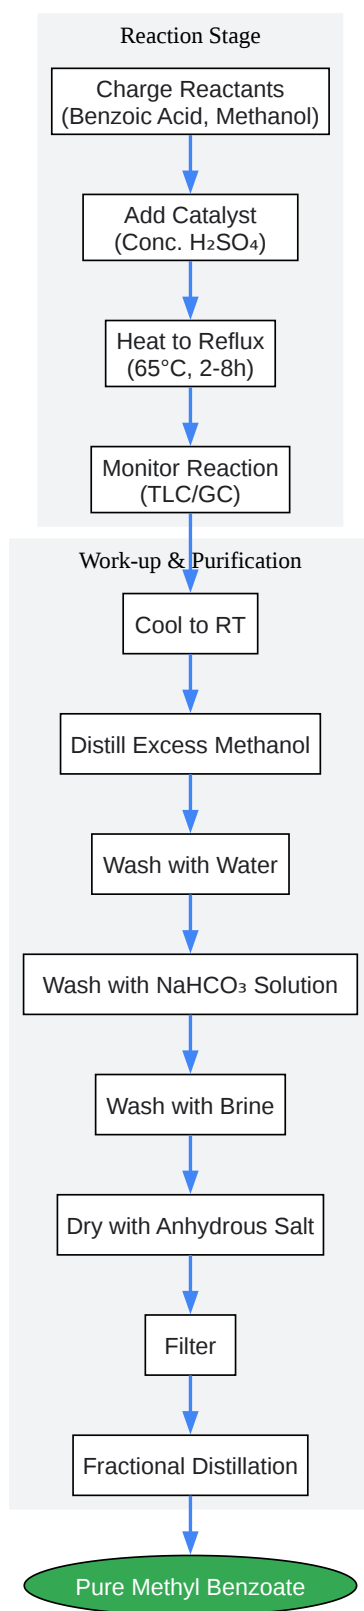 Reaction Stage
Charge Reactants
(Benzoic Acid, Methanol)
Add Catalyst
(Conc. H₂SO₄)
Heat to Reflux
(65°C, 2-8h)
Monitor Reaction
(TLC/GC)
Work-up & Purification
Cool to RT
Distill Excess Methanol
Wash with Water
Wash with NaHCO₃ Solution
Wash with Brine
Dry with Anhydrous Salt
Filter
Fractional Distillation
Pure Methyl Benzoate